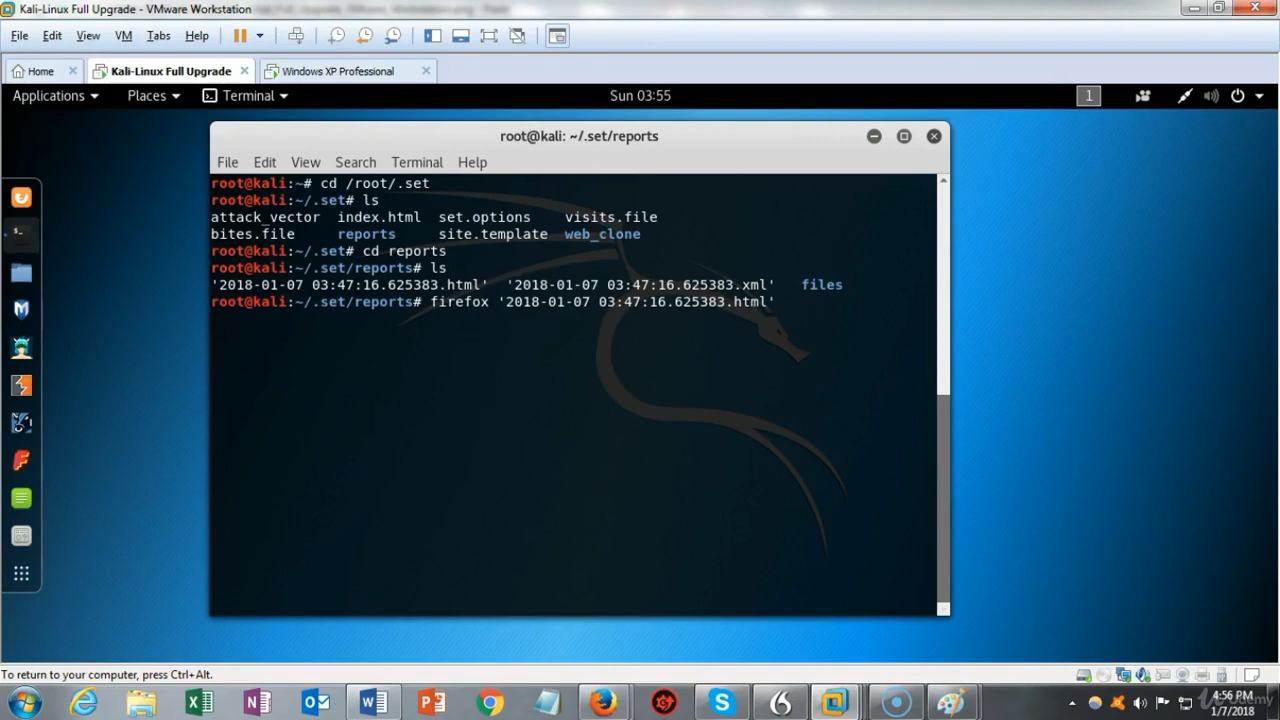 Kali-Linux Full Upgrade - VMware Workstation
File Edit View VM Tabs Help
Home Kali-Linux Full Upgrade Windows XP Professional
Applications Places Terminal Sun 03:55 1
root@kali: ~/.set/reports
File Edit View Search Terminal Help
root@kali:~# cd /root/.set
root@kali:~/.set# ls
attack_vector index.html set.options visits.file
bites.file reports site.template web_clone
root@kali:~/.set# cd reports
root@kali:~/.set/reports# ls
'2018-01-07 03:47:16.625383.html' '2018-01-07 03:47:16.625383.xml' files
root@kali:~/.set/reports# firefox '2018-01-07 03:47:16.625383.html'
To return to your computer, press Ctrl+Alt.
4:56 PM
1/7/2018
Udemy